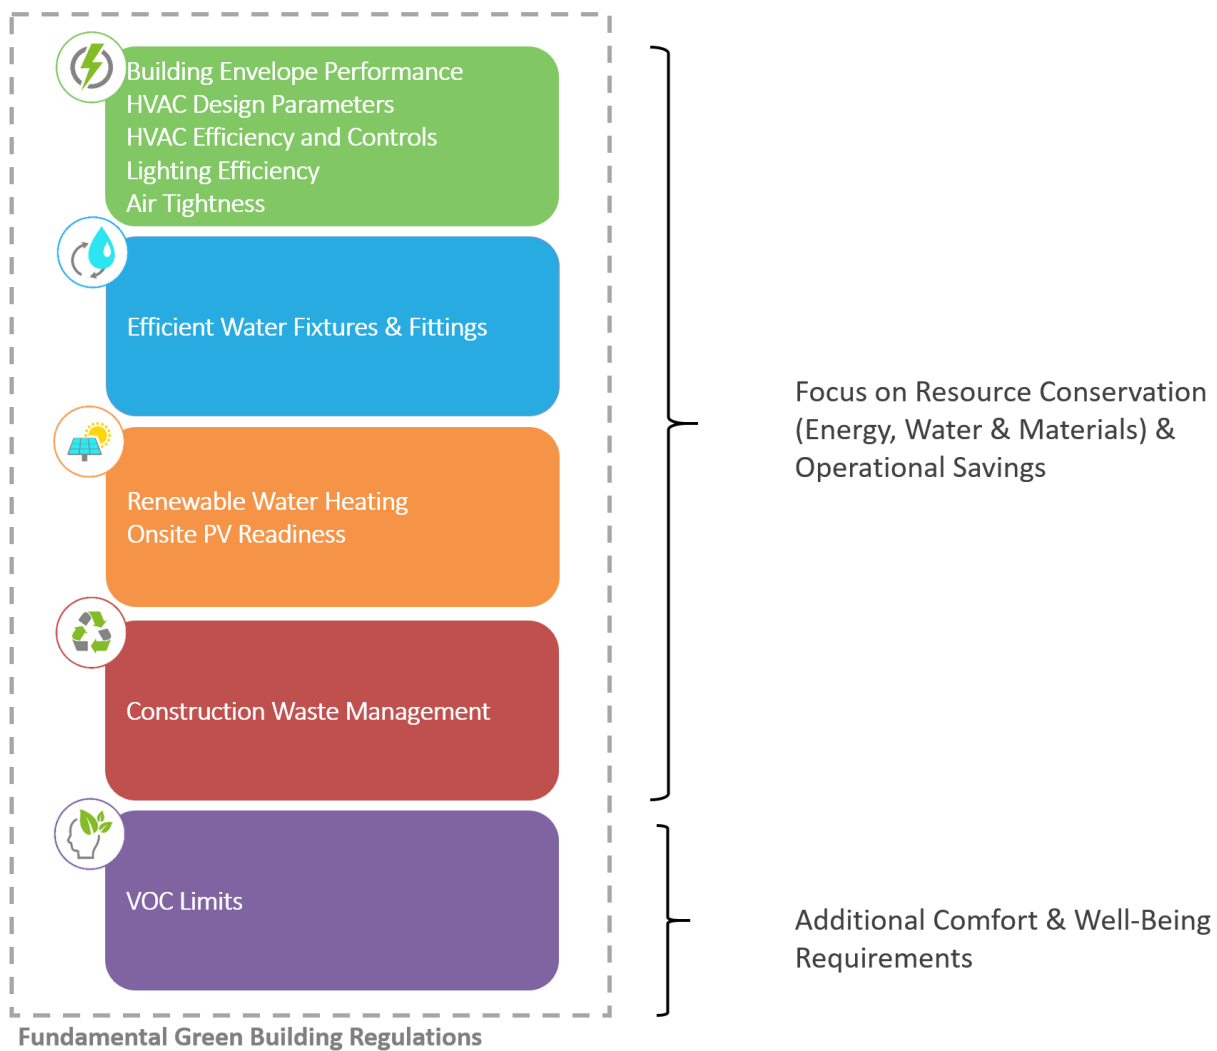 Building Envelope Performance
HVAC Design Parameters
HVAC Efficiency and Controls
Lighting Efficiency
Air Tightness
Efficient Water Fixtures & Fittings
Renewable Water Heating
Onsite PV Readiness
Construction Waste Management
VOC Limits
Focus on Resource Conservation
(Energy, Water & Materials) &
Operational Savings
Additional Comfort & Well-Being
Requirements
Fundamental Green Building Regulations